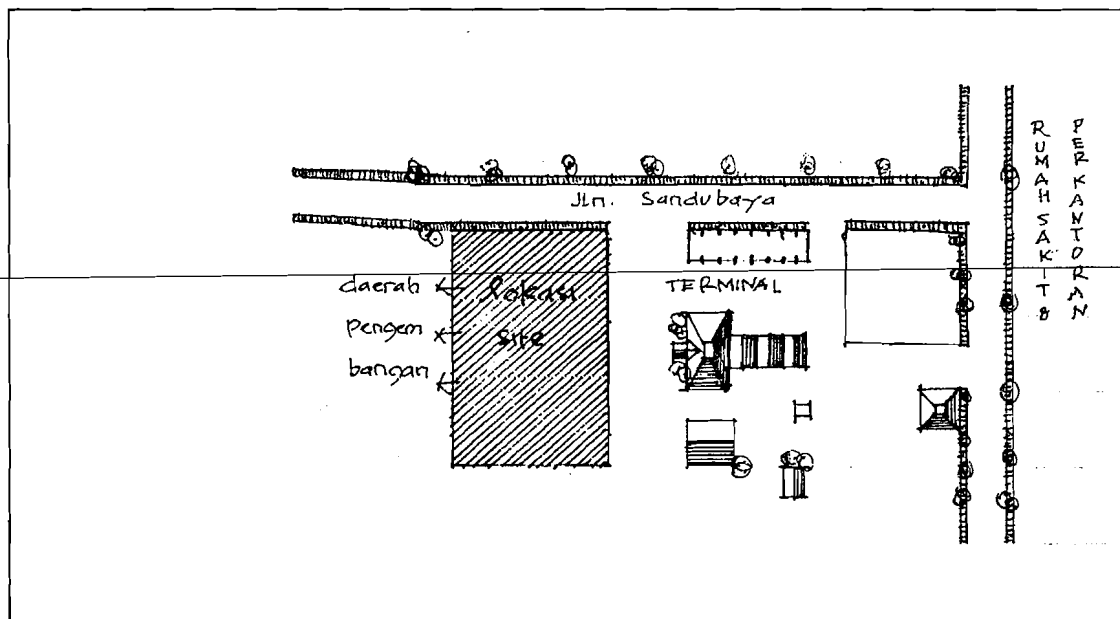 Jln. Sandubaya
daerah
pengem
bangan
lokasi
site
TERMINAL
RUMAH SAKIT &
PERKANTORAN